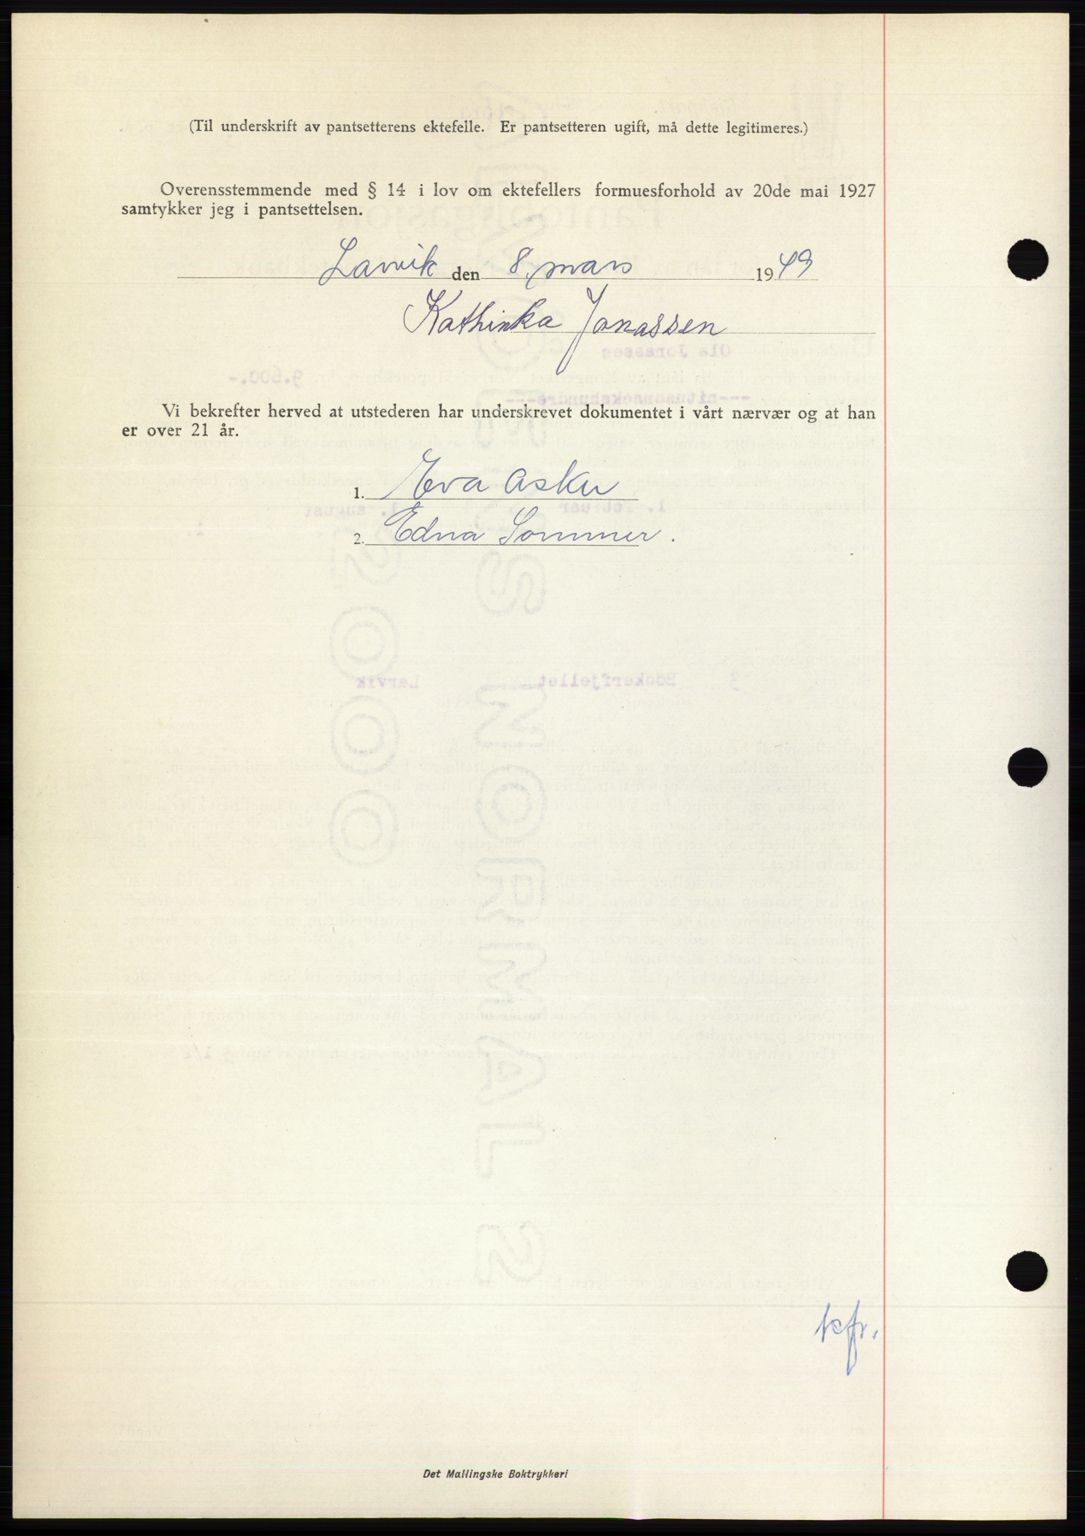 (Til underskrift av pantsetterens ektefelle. Er pantsetteren ugift, må dette legitimeres.)
Overensstemmende med § 14 i lov om ektefellers formuesforhold av 20de mai 1927
samtykker jeg i pantsettelsen.
Larvik den 8. mars 1949
Kathinka Jonassen
Vi bekrefter herved at utstederen har underskrevet dokumentet i vårt nærvær og at han
er over 21 år.
1. Eva Asker
2. Edna Sommer.
kfr.
Det Mallingske Boktrykkeri